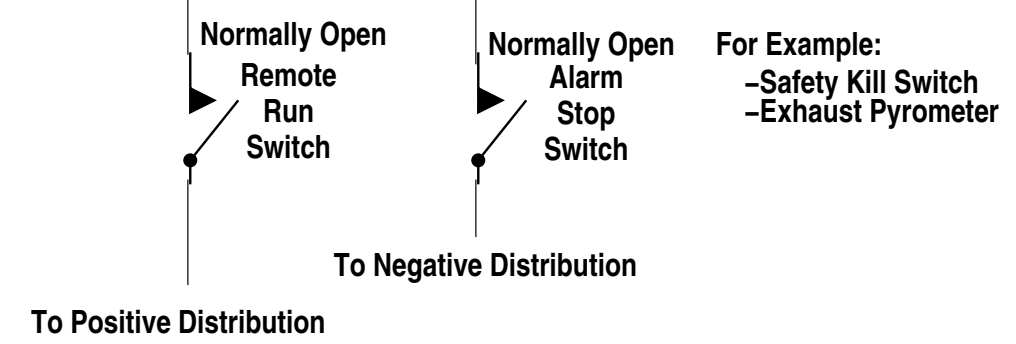 Normally Open
Remote
Run
Switch
Normally Open
Alarm
Stop
Switch
For Example:
–Safety Kill Switch
–Exhaust Pyrometer
To Negative Distribution
To Positive Distribution